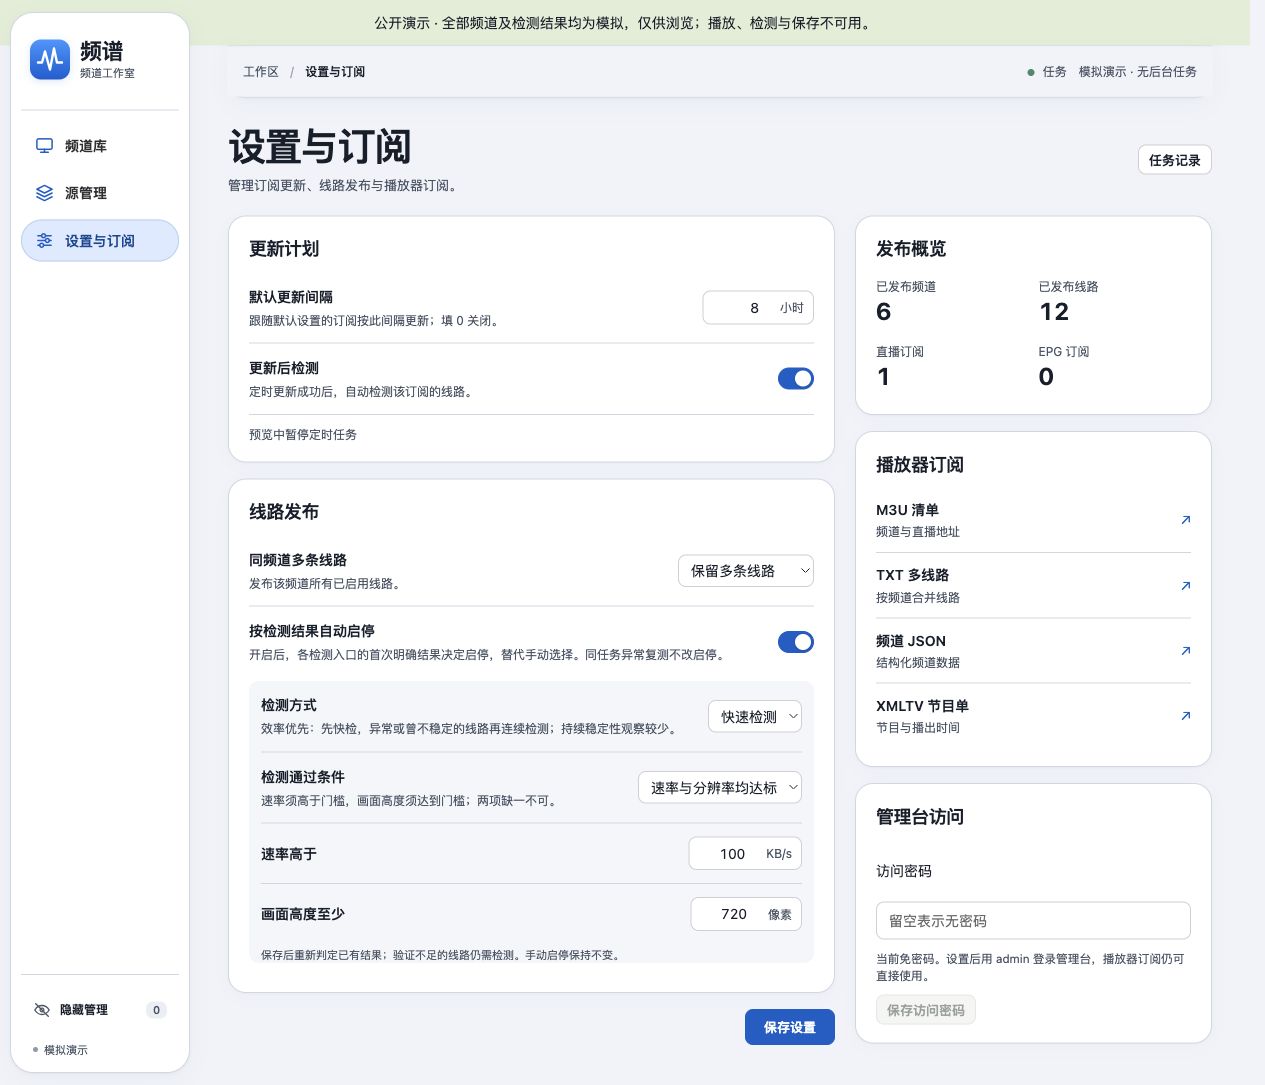 公开演示 · 全部频道及检测结果均为模拟，仅供浏览；播放、检测与保存不可用。
频谱
频道工作室
频道库
源管理
设置与订阅
隐藏管理 0
模拟演示
工作区 / 设置与订阅
任务 模拟演示 · 无后台任务
设置与订阅
管理订阅更新、线路发布与播放器订阅。
任务记录
更新计划
默认更新间隔
跟随默认设置的订阅按此间隔更新；填 0 关闭。
8 小时
更新后检测
定时更新成功后，自动检测该订阅的线路。
预览中暂停定时任务
线路发布
同频道多条线路
发布该频道所有已启用线路。
保留多条线路
按检测结果自动启停
开启后，各检测入口的首次明确结果决定启停，替代手动选择。同任务异常复测不改启停。
检测方式
效率优先：先快检，异常或曾不稳定的线路再连续检测；持续稳定性观察较少。
快速检测
检测通过条件
速率须高于门槛，画面高度须达到门槛；两项缺一不可。
速率与分辨率均达标
速率高于
100 KB/s
画面高度至少
720 像素
保存后重新判定已有结果；验证不足的线路仍需检测。手动启停保持不变。
保存设置
发布概览
已发布频道 已发布线路
6 12
直播订阅 EPG 订阅
1 0
播放器订阅
M3U 清单
频道与直播地址
TXT 多线路
按频道合并线路
频道 JSON
结构化频道数据
XMLTV 节目单
节目与播出时间
管理台访问
访问密码
留空表示无密码
当前免密码。设置后用 admin 登录管理台，播放器订阅仍可
直接使用。
保存访问密码